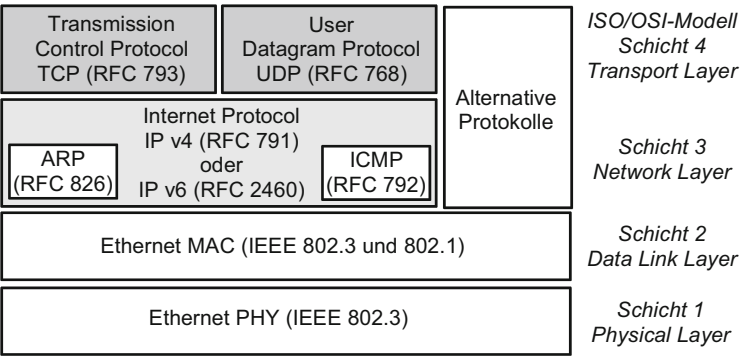 Transmission
Control Protocol
TCP (RFC 793)
User
Datagram Protocol
UDP (RFC 768)
Alternative
Protokolle
ISO/OSI-Modell
Schicht 4
Transport Layer
Internet Protocol
IP v4 (RFC 791)
oder
IP v6 (RFC 2460)
ARP
(RFC 826)
ICMP
(RFC 792)
Schicht 3
Network Layer
Ethernet MAC (IEEE 802.3 und 802.1)
Schicht 2
Data Link Layer
Ethernet PHY (IEEE 802.3)
Schicht 1
Physical Layer